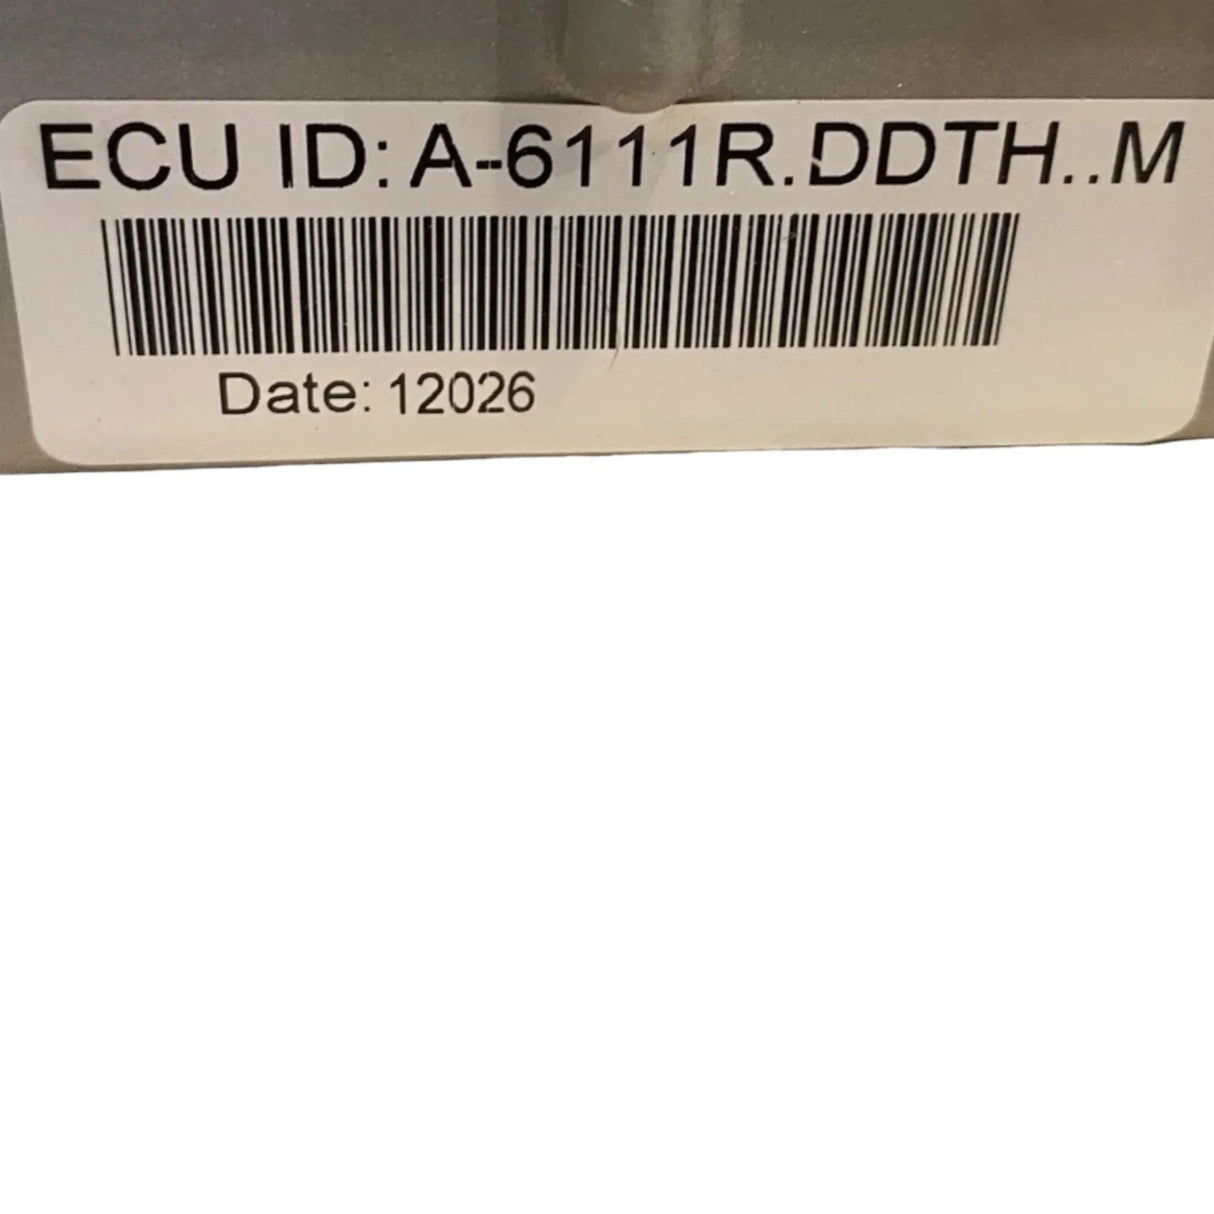 ECU ID: A-6111R.DDTH..M
Date: 12026